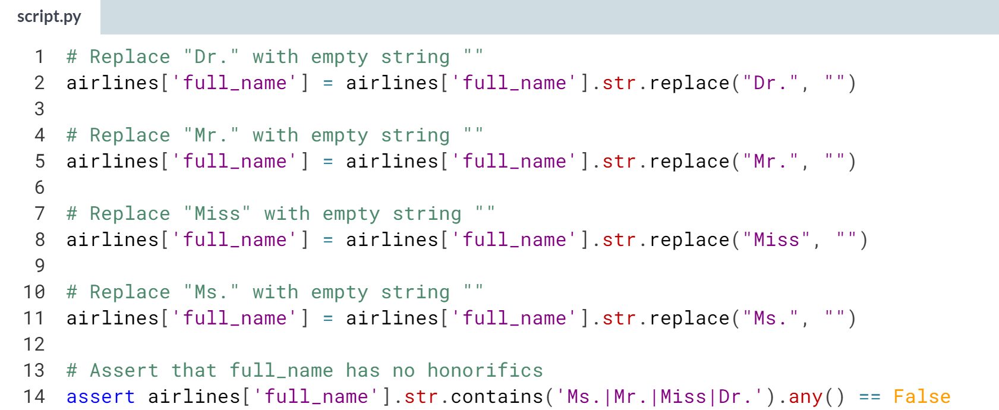 script.py
1 # Replace "Dr." with empty string ""
2 airlines['full_name'] = airlines['full_name'].str.replace("Dr.", "")
3
4 # Replace "Mr." with empty string ""
5 airlines['full_name'] = airlines['full_name'].str.replace("Mr.", "")
6
7 # Replace "Miss" with empty string ""
8 airlines['full_name'] = airlines['full_name'].str.replace("Miss", "")
9
10 # Replace "Ms." with empty string ""
11 airlines['full_name'] = airlines['full_name'].str.replace("Ms.", "")
12
13 # Assert that full_name has no honorifics
14 assert airlines['full_name'].str.contains('Ms.|Mr.|Miss|Dr.').any() == False